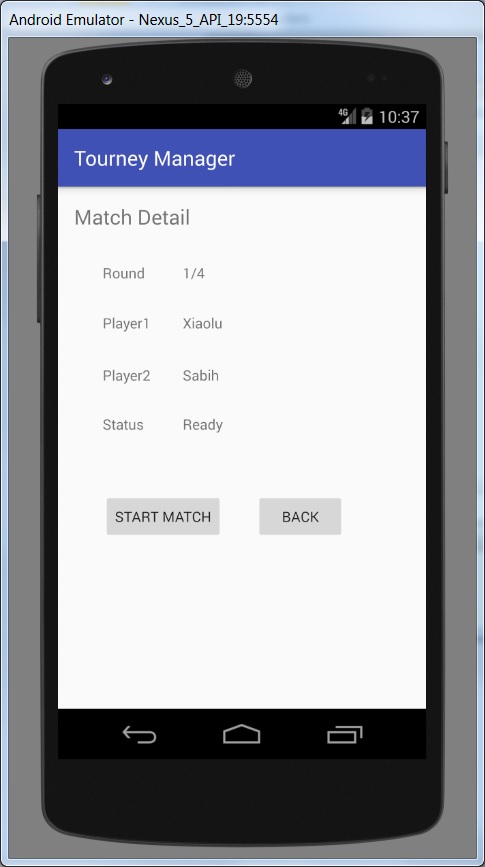 Android Emulator - Nexus_5_API_19:5554
4G 10:37
Tourney Manager
Match Detail
Round 1/4
Player1 Xiaolu
Player2 Sabih
Status Ready
START MATCH BACK